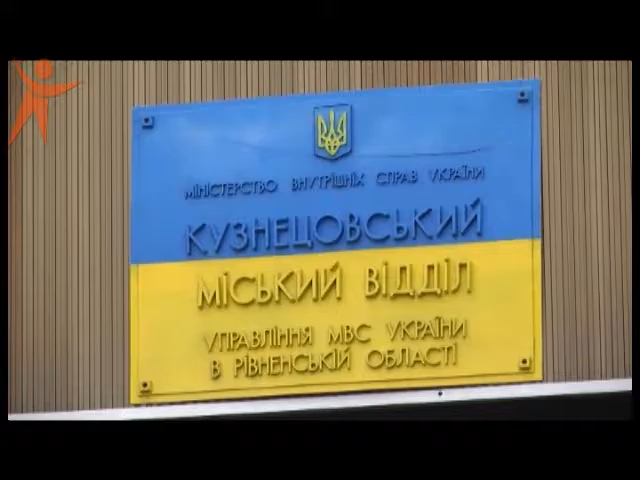 МІНІСТЕРСТВО ВНУТРІШНІХ СПРАВ УКРАЇНИ
КУЗНЕЦОВСЬКИЙ
МІСЬКИЙ ВІДДІЛ
УПРАВЛІННЯ МВС УКРАЇНИ
В РІВНЕНСЬКІЙ ОБЛАСТІ